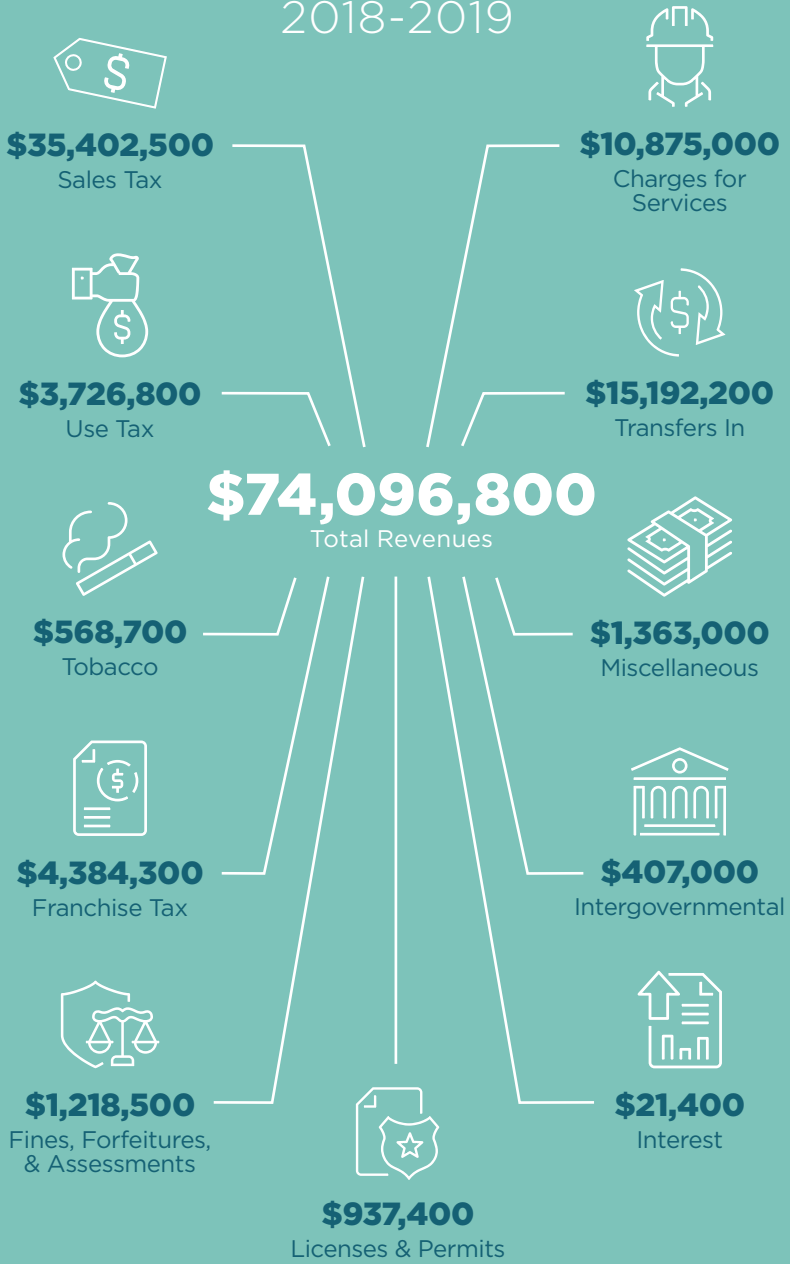 2018-2019
$
$35,402,500
Sales Tax
$10,875,000
Charges for
Services
$
$3,726,800
Use Tax
$
$15,192,200
Transfers In
$74,096,800
Total Revenues
$568,700
Tobacco
$1,363,000
Miscellaneous
$
$4,384,300
Franchise Tax
$407,000
Intergovernmental
$1,218,500
Fines, Forfeitures,
& Assessments
$21,400
Interest
$937,400
Licenses & Permits